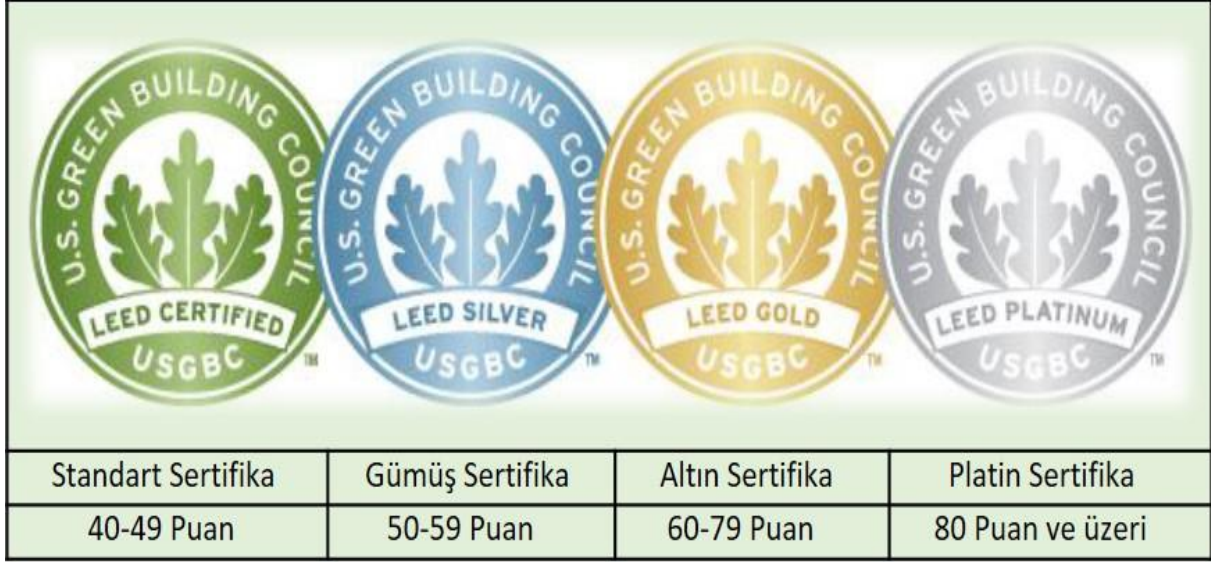 U.S. GREEN BUILDING COUNCIL
LEED CERTIFIED
USGBC
TM
U.S. GREEN BUILDING COUNCIL
LEED SILVER
USGBC
TM
U.S. GREEN BUILDING COUNCIL
LEED GOLD
USGBC
TM
U.S. GREEN BUILDING COUNCIL
LEED PLATINUM
USGBC
TM
Standart Sertifika Gümüş Sertifika Altın Sertifika Platin Sertifika
40-49 Puan 50-59 Puan 60-79 Puan 80 Puan ve üzeri